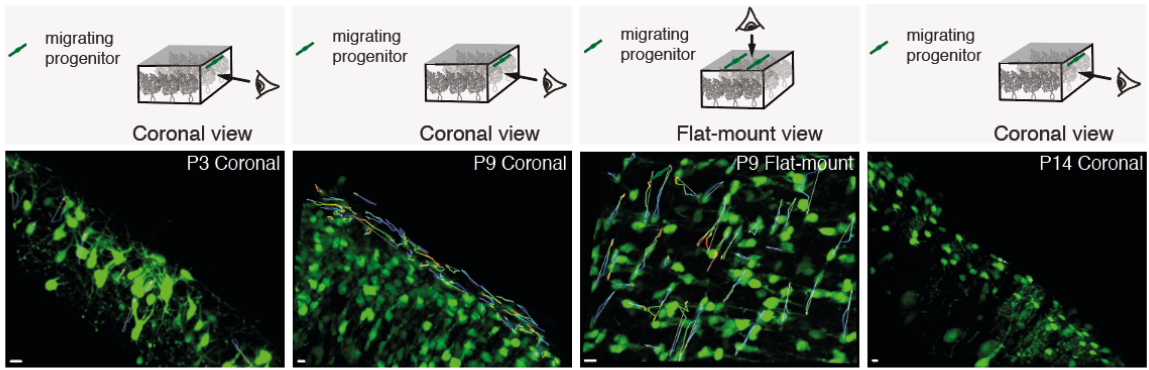 migrating
progenitor
Coronal view
migrating
progenitor
Coronal view
migrating
progenitor
Flat-mount view
migrating
progenitor
Coronal view
P3 Coronal
P9 Coronal
P9 Flat-mount
P14 Coronal